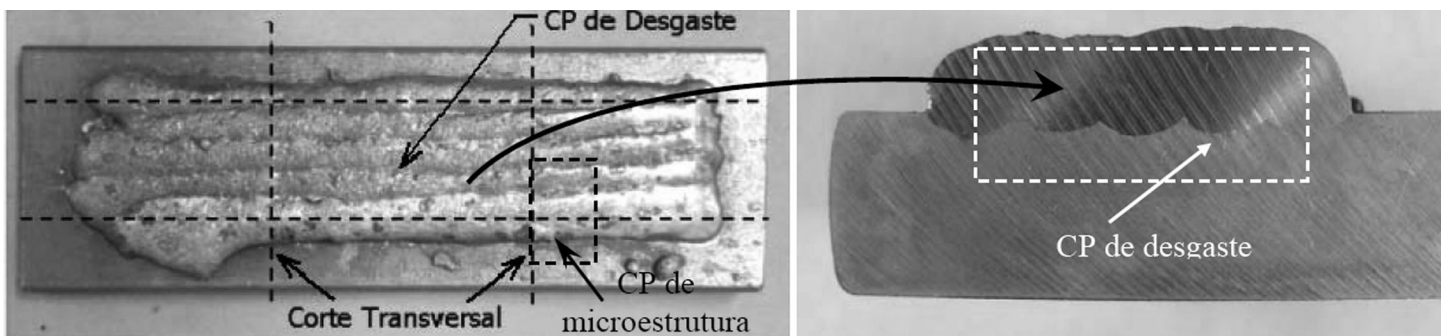 CP de Desgaste
CP de
microestrutura
Corte Transversal
CP de desgaste